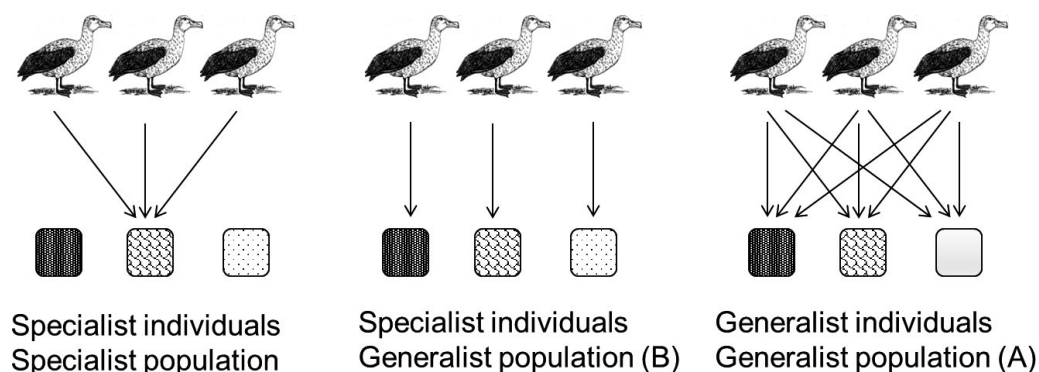 Specialist individuals
Specialist population
Specialist individuals
Generalist population (B)
Generalist individuals
Generalist population (A)